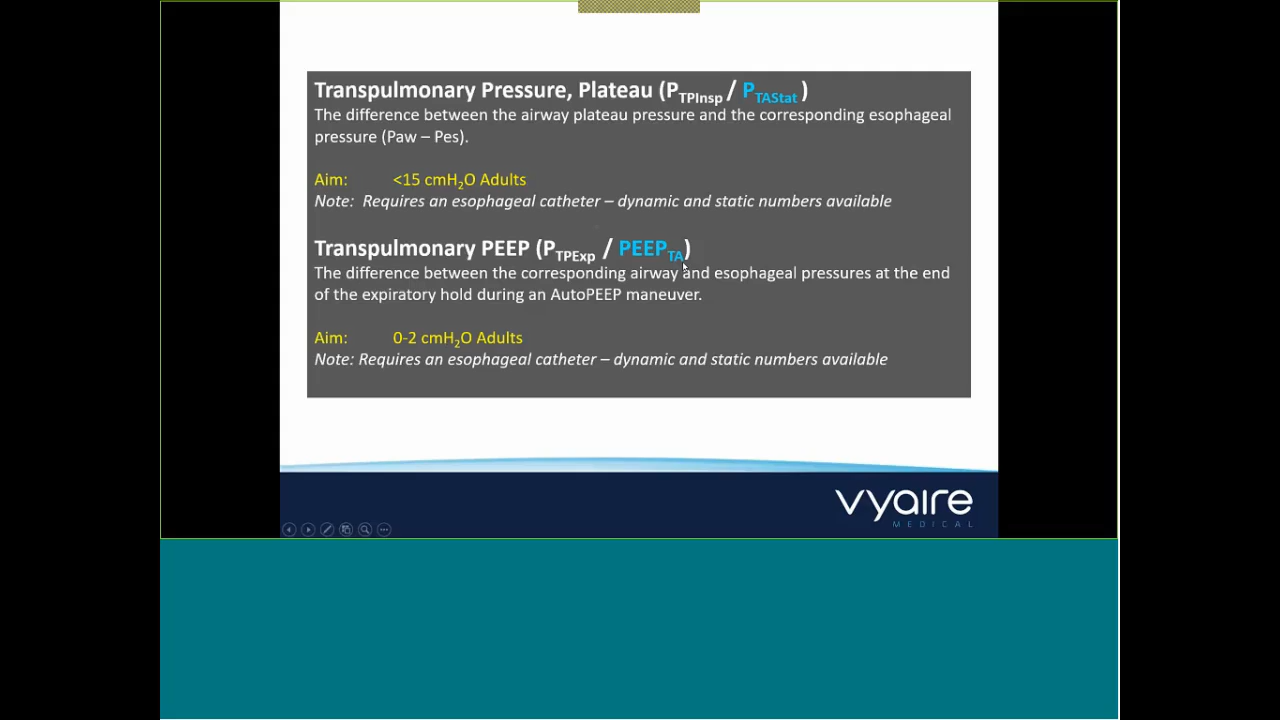 Transpulmonary Pressure, Plateau (PTPInsp / PTAStat )
The difference between the airway plateau pressure and the corresponding esophageal
pressure (Paw – Pes).
Aim: <15 cmH2O Adults
Note: Requires an esophageal catheter – dynamic and static numbers available
Transpulmonary PEEP (PTPExp / PEEPTA)
The difference between the corresponding airway and esophageal pressures at the end
of the expiratory hold during an AutoPEEP maneuver.
Aim: 0-2 cmH2O Adults
Note: Requires an esophageal catheter – dynamic and static numbers available
vyaire
MEDICAL